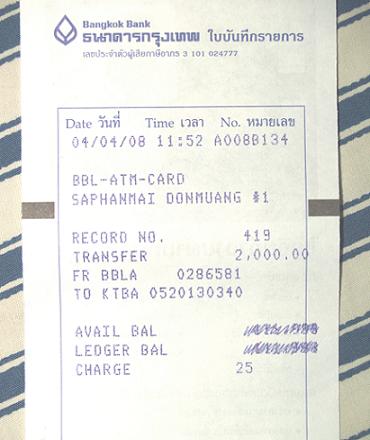 Bangkok Bank
ธนาคารกรุงเทพ ใบบันทึกรายการ
เลขประจำตัวผู้เสียภาษีอากร 3 101 024777
Date วันที่ Time เวลา No. หมายเลข
04/04/08 11:52 A008B134
BBL-ATM-CARD
SAPHANMAI DONMUANG #1
RECORD NO. 419
TRANSFER 2,000.00
FR BBLA 0286581
TO KTBA 0520130340
AVAIL BAL
LEDGER BAL
CHARGE 25